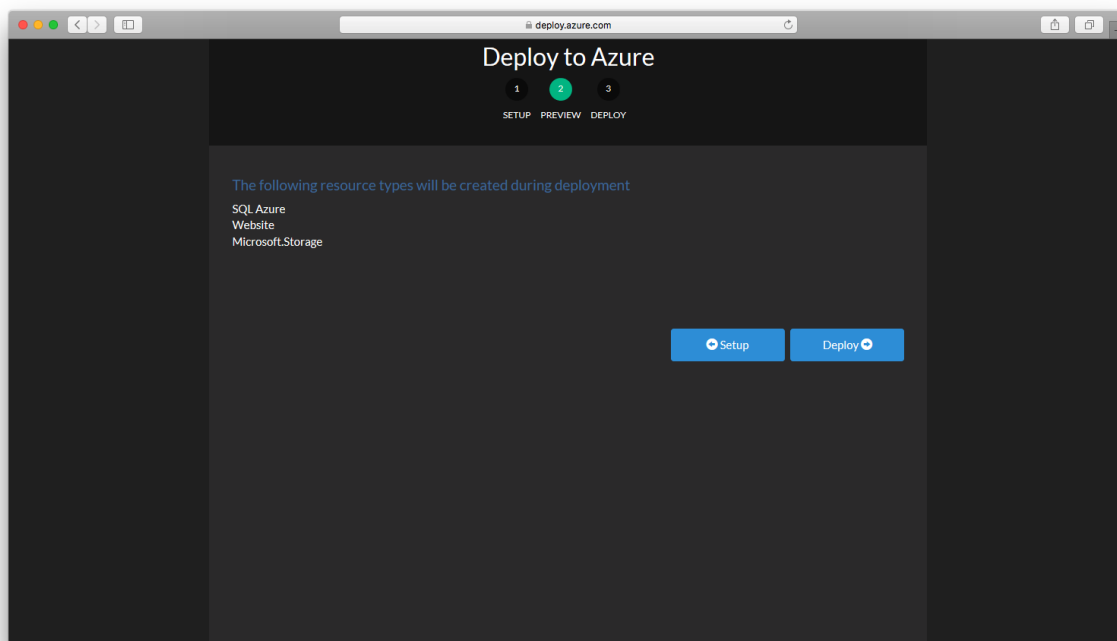 deploy.azure.com
Deploy to Azure
1 2 3
SETUP PREVIEW DEPLOY
The following resource types will be created during deployment
SQL Azure
Website
Microsoft.Storage
Setup Deploy